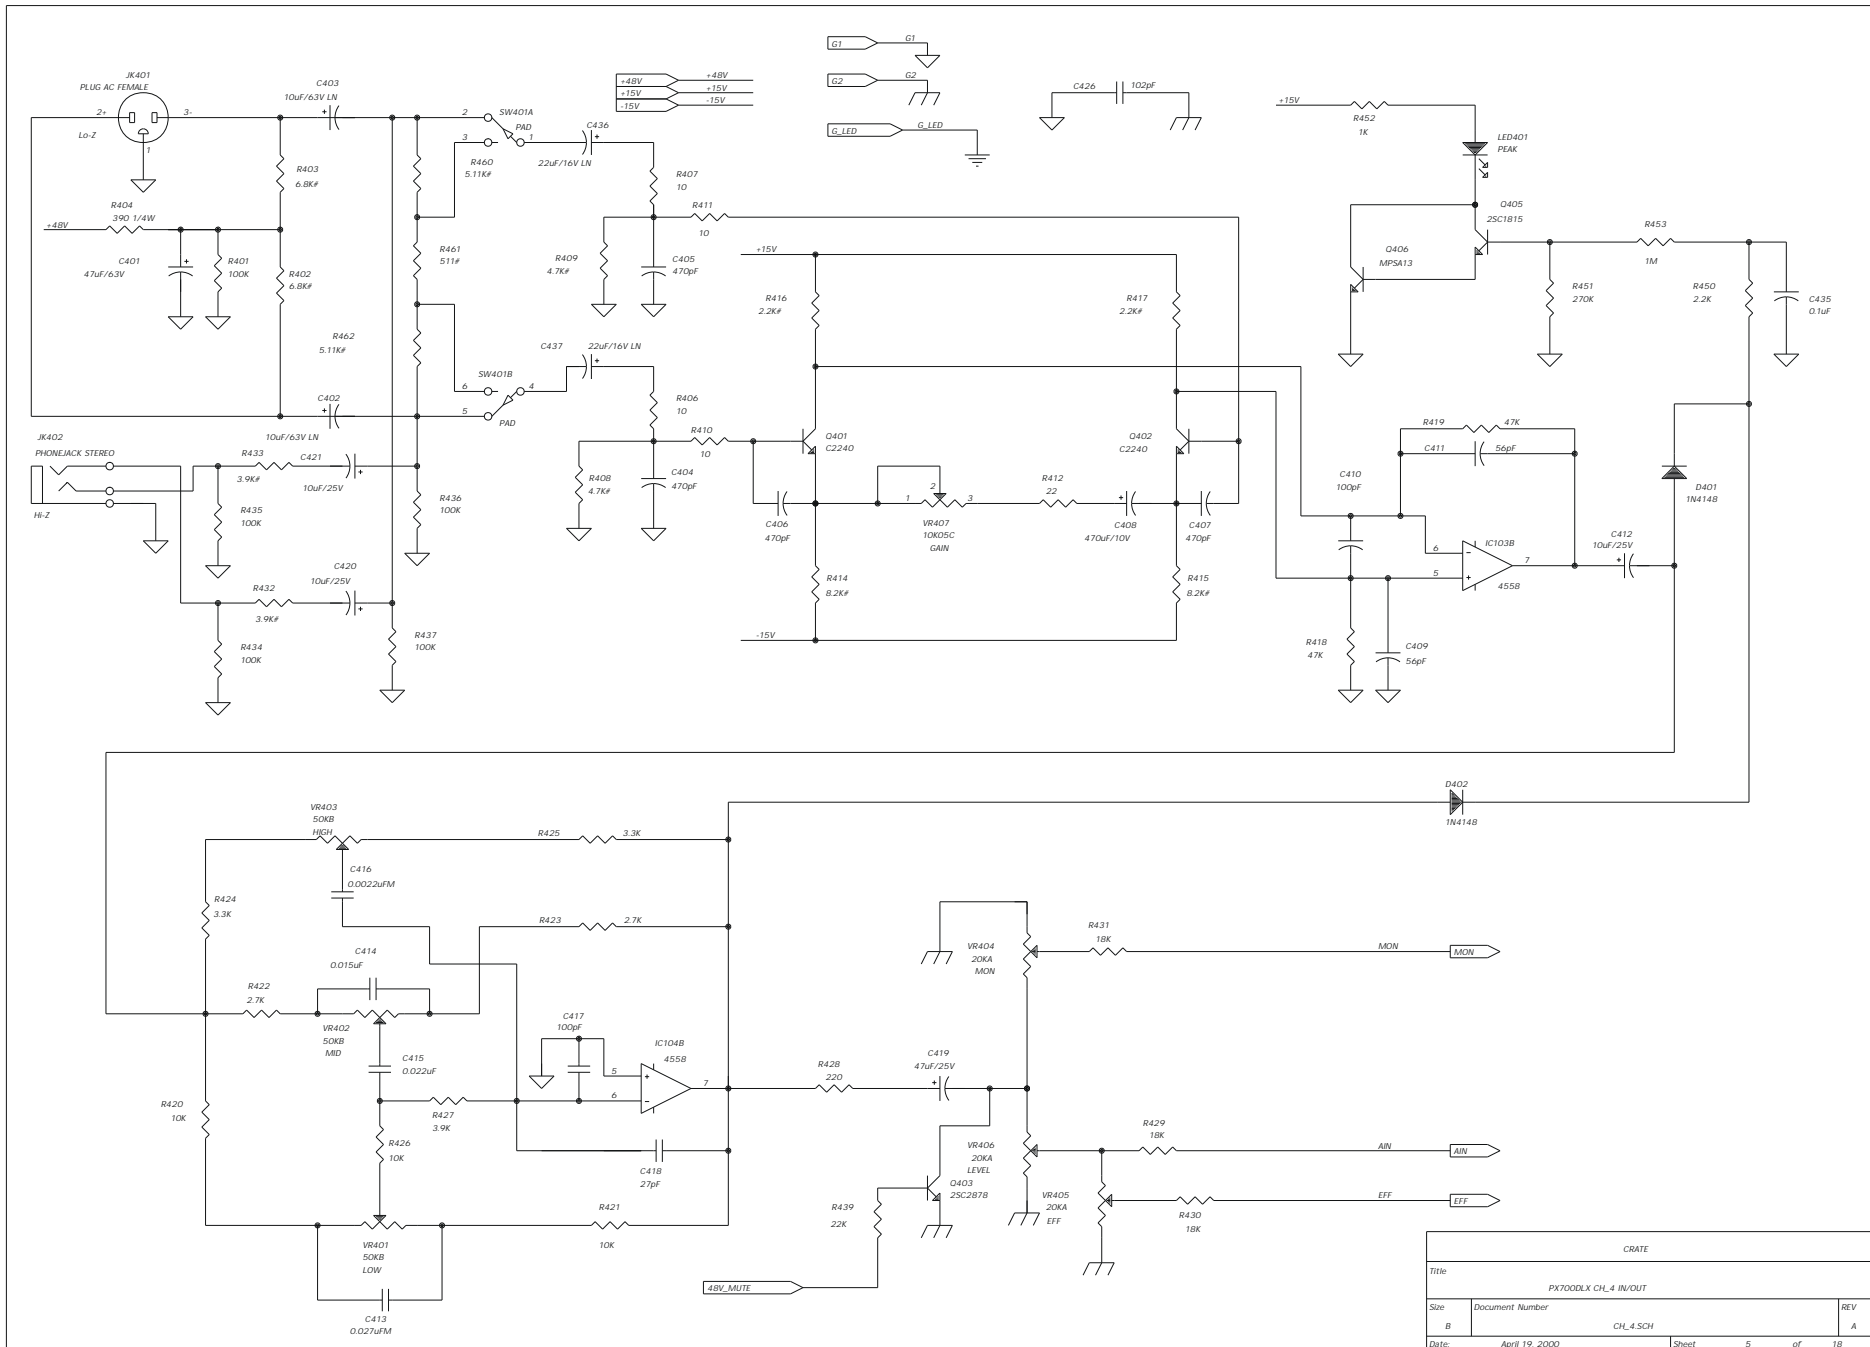 G1 G1
+48V +48V
+15V +15V
-15V -15V
G2 G2
G_LED G_LED
C426 102pF
+15V
R452
1K
LED401
PEAK
Q405
2SC1815
Q406
MPSA13
R453
1M
R451
270K
R450
2.2K
C435
0.1uF
JK401
PLUG AC FEMALE
2+ 3-
Lo-Z
1
C403
10uF/63V LN
R403
6.8K#
R404
390 1/4W
+48V
C401
47uF/63V
R401
100K
R402
6.8K#
2 SW401A
3 PAD
1
R460
5.11K#
C436
22uF/16V LN
R407
10
R411
10
R461
511#
R409
4.7K#
C405
470pF
+15V
R416
2.2K#
R417
2.2K#
R462
5.11K#
C437 22uF/16V LN
SW401B
6 4
5
PAD
R406
10
R410
10
C402
10uF/63V LN
JK402
PHONEJACK STEREO
Hi-Z
R433
3.9K#
C421
10uF/25V
R435
100K
R436
100K
C420
10uF/25V
R432
3.9K#
R434
100K
R437
100K
R408
4.7K#
C404
470pF
Q401
C2240
Q402
C2240
C406
470pF
1 2 3
VR407
10K05C
GAIN
R412
22
C408
470uF/10V
C407
470pF
R414
8.2K#
R415
8.2K#
-15V
R419 47K
C411 56pF
C410
100pF
6 IC103B
5 7
4558
C412
10uF/25V
D401
1N4148
R418
47K
C409
56pF
D402
1N4148
VR403
50KB
HIGH
R425 3.3K
C416
0.0022uFM
R424
3.3K
R423 2.7K
C414
0.015uF
R422
2.7K
VR402
50KB
MID
C415
0.022uF
C417
100pF
IC104B
4558
5 7
6
R420
10K
R427
3.9K
R426
10K
C418
27pF
R421
10K
VR401
50KB
LOW
C413
0.027uFM
R428
220
C419
47uF/25V
VR404
20KA
MON
R431
18K
MON MON
VR406
20KA
LEVEL
R429
18K
AIN AIN
Q403
2SC2878
R439
22K
VR405
20KA
EFF
R430
18K
EFF EFF
48V_MUTE
CRATE
Title
PX700DLX CH_4 IN/OUT
Size Document Number REV
B CH_4.SCH A
Date: April 19, 2000 Sheet 5 of 18